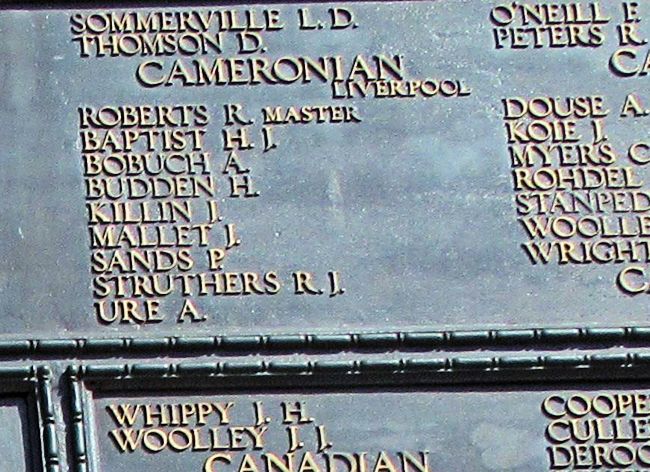 SOMMERVILLE L. D.
THOMSON D.
CAMERONIAN
LIVERPOOL
ROBERTS R. MASTER
BAPTIST H. J.
BOBUCH A.
BUDDEN H.
KILLIN J.
MALLET J.
SANDS P.
STRUTHERS R. J.
URE A.
WHIPPY J. H.
WOOLLEY J. J.
CANADIAN
O'NEILL F.
PETERS R.
DOUSE A.
KOIE J.
MYERS C
ROHDEL
WRIGHT